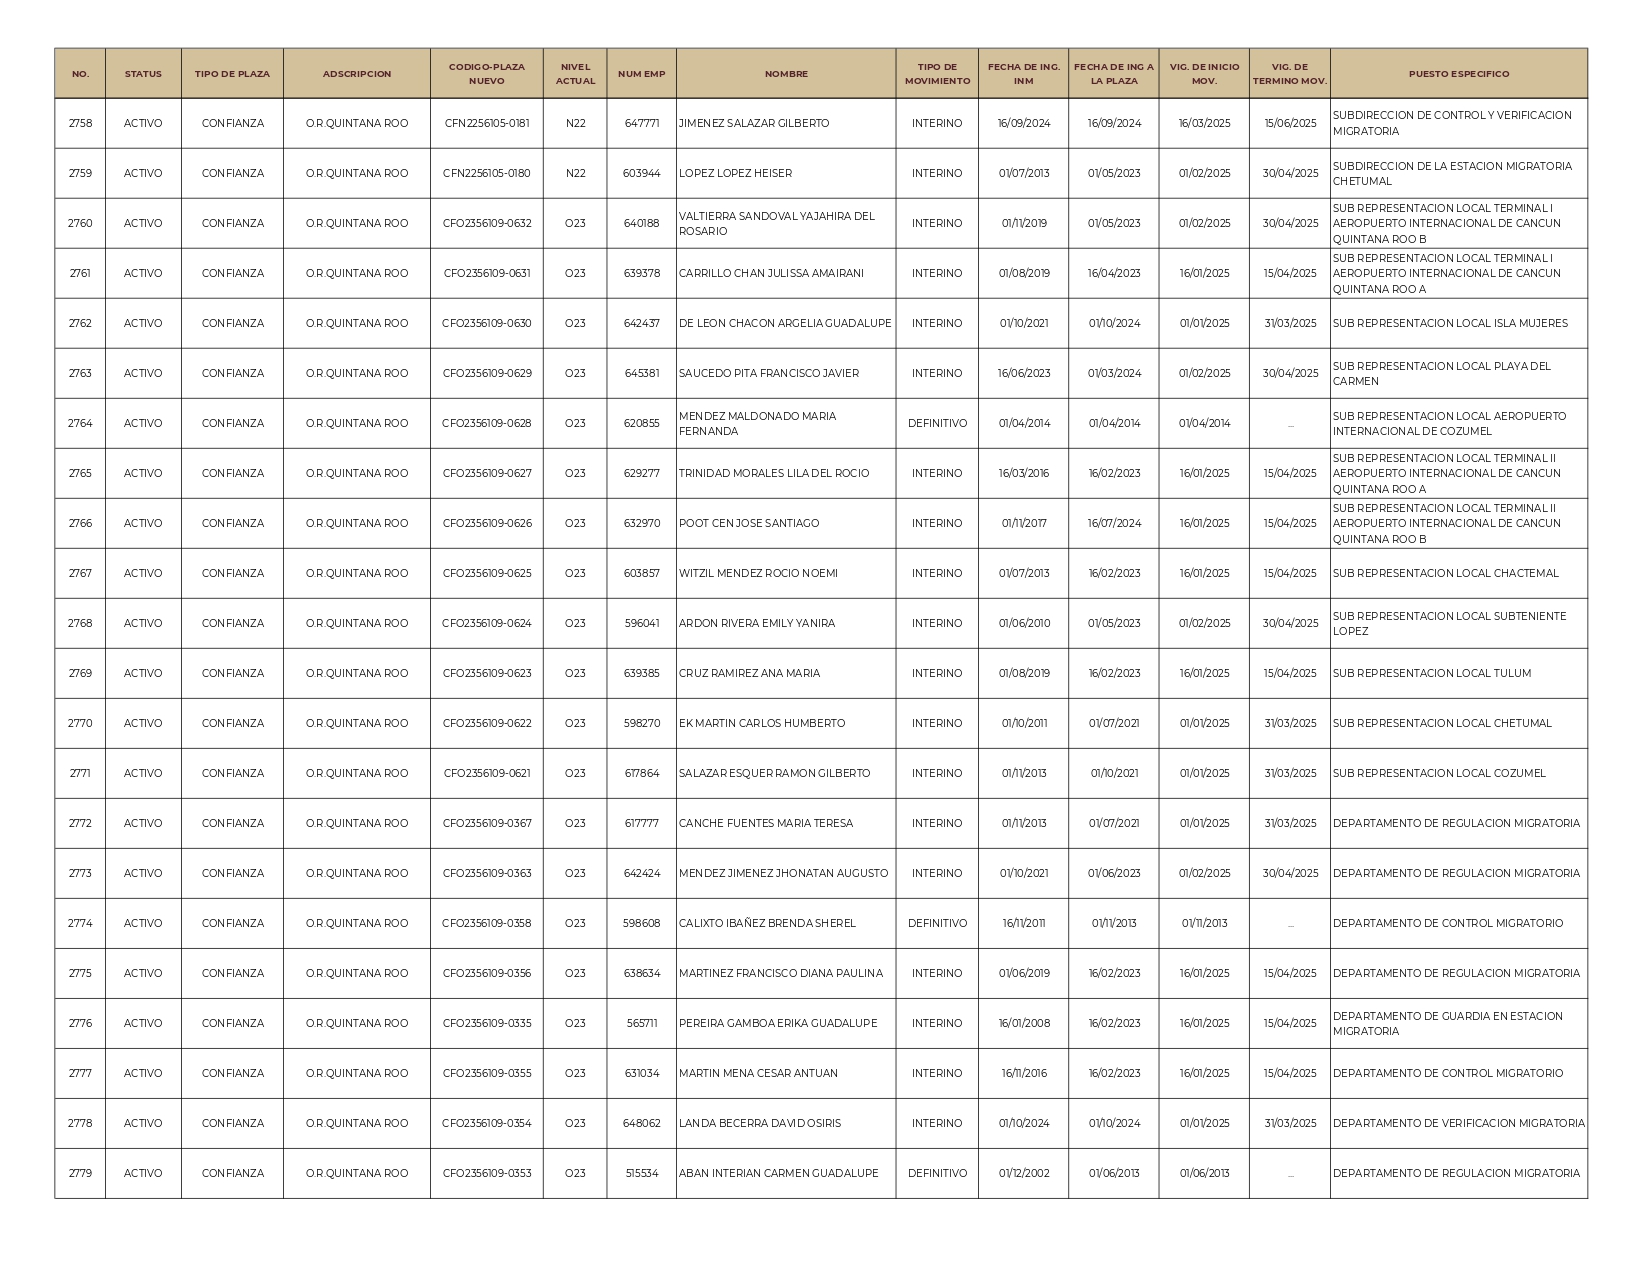 NO. STATUS TIPO DE PLAZA ADSCRIPCION CODIGO-PLAZA NUEVO NIVEL ACTUAL NUM EMP NOMBRE TIPO DE MOVIMIENTO FECHA DE ING. INM FECHA DE ING A LA PLAZA VIG. DE INICIO MOV. VIG. DE TERMINO MOV. PUESTO ESPECIFICO
2758 ACTIVO CONFIANZA O.R.QUINTANA ROO CFN2256105-0181 N22 647771 JIMENEZ SALAZAR GILBERTO INTERINO 16/09/2024 16/09/2024 16/03/2025 15/06/2025 SUBDIRECCION DE CONTROL Y VERIFICACION MIGRATORIA
2759 ACTIVO CONFIANZA O.R.QUINTANA ROO CFN2256105-0180 N22 603944 LOPEZ LOPEZ HEISER INTERINO 01/07/2013 01/05/2023 01/02/2025 30/04/2025 SUBDIRECCION DE LA ESTACION MIGRATORIA CHETUMAL
2760 ACTIVO CONFIANZA O.R.QUINTANA ROO CFO2356109-0632 O23 640188 VALTIERRA SANDOVAL YAJAHIRA DEL ROSARIO INTERINO 01/11/2019 01/05/2023 01/02/2025 30/04/2025 SUB REPRESENTACION LOCAL TERMINAL I AEROPUERTO INTERNACIONAL DE CANCUN QUINTANA ROO B
2761 ACTIVO CONFIANZA O.R.QUINTANA ROO CFO2356109-0631 O23 639378 CARRILLO CHAN JULISSA AMAIRANI INTERINO 01/08/2019 16/04/2023 16/01/2025 15/04/2025 SUB REPRESENTACION LOCAL TERMINAL I AEROPUERTO INTERNACIONAL DE CANCUN QUINTANA ROO A
2762 ACTIVO CONFIANZA O.R.QUINTANA ROO CFO2356109-0630 O23 642437 DE LEON CHACON ARGELIA GUADALUPE INTERINO 01/10/2021 01/10/2024 01/01/2025 31/03/2025 SUB REPRESENTACION LOCAL ISLA MUJERES
2763 ACTIVO CONFIANZA O.R.QUINTANA ROO CFO2356109-0629 O23 645381 SAUCEDO PITA FRANCISCO JAVIER INTERINO 16/06/2023 01/03/2024 01/02/2025 30/04/2025 SUB REPRESENTACION LOCAL PLAYA DEL CARMEN
2764 ACTIVO CONFIANZA O.R.QUINTANA ROO CFO2356109-0628 O23 620855 MENDEZ MALDONADO MARIA FERNANDA DEFINITIVO 01/04/2014 01/04/2014 01/04/2014 ... SUB REPRESENTACION LOCAL AEROPUERTO INTERNACIONAL DE COZUMEL
2765 ACTIVO CONFIANZA O.R.QUINTANA ROO CFO2356109-0627 O23 629277 TRINIDAD MORALES LILA DEL ROCIO INTERINO 16/03/2016 16/02/2023 16/01/2025 15/04/2025 SUB REPRESENTACION LOCAL TERMINAL II AEROPUERTO INTERNACIONAL DE CANCUN QUINTANA ROO A
2766 ACTIVO CONFIANZA O.R.QUINTANA ROO CFO2356109-0626 O23 632970 POOT CEN JOSE SANTIAGO INTERINO 01/11/2017 16/07/2024 16/01/2025 15/04/2025 SUB REPRESENTACION LOCAL TERMINAL II AEROPUERTO INTERNACIONAL DE CANCUN QUINTANA ROO B
2767 ACTIVO CONFIANZA O.R.QUINTANA ROO CFO2356109-0625 O23 603857 WITZIL MENDEZ ROCIO NOEMI INTERINO 01/07/2013 16/02/2023 16/01/2025 15/04/2025 SUB REPRESENTACION LOCAL CHACTEMAL
2768 ACTIVO CONFIANZA O.R.QUINTANA ROO CFO2356109-0624 O23 596041 ARDON RIVERA EMILY YANIRA INTERINO 01/06/2010 01/05/2023 01/02/2025 30/04/2025 SUB REPRESENTACION LOCAL SUBTENIENTE LOPEZ
2769 ACTIVO CONFIANZA O.R.QUINTANA ROO CFO2356109-0623 O23 639385 CRUZ RAMIREZ ANA MARIA INTERINO 01/08/2019 16/02/2023 16/01/2025 15/04/2025 SUB REPRESENTACION LOCAL TULUM
2770 ACTIVO CONFIANZA O.R.QUINTANA ROO CFO2356109-0622 O23 598270 EK MARTIN CARLOS HUMBERTO INTERINO 01/10/2011 01/07/2021 01/01/2025 31/03/2025 SUB REPRESENTACION LOCAL CHETUMAL
2771 ACTIVO CONFIANZA O.R.QUINTANA ROO CFO2356109-0621 O23 617864 SALAZAR ESQUER RAMON GILBERTO INTERINO 01/11/2013 01/10/2021 01/01/2025 31/03/2025 SUB REPRESENTACION LOCAL COZUMEL
2772 ACTIVO CONFIANZA O.R.QUINTANA ROO CFO2356109-0367 O23 617777 CANCHE FUENTES MARIA TERESA INTERINO 01/11/2013 01/07/2021 01/01/2025 31/03/2025 DEPARTAMENTO DE REGULACION MIGRATORIA
2773 ACTIVO CONFIANZA O.R.QUINTANA ROO CFO2356109-0363 O23 642424 MENDEZ JIMENEZ JHONATAN AUGUSTO INTERINO 01/10/2021 01/06/2023 01/02/2025 30/04/2025 DEPARTAMENTO DE REGULACION MIGRATORIA
2774 ACTIVO CONFIANZA O.R.QUINTANA ROO CFO2356109-0358 O23 598608 CALIXTO IBAÑEZ BRENDA SHEREL DEFINITIVO 16/11/2011 01/11/2013 01/11/2013 ... DEPARTAMENTO DE CONTROL MIGRATORIO
2775 ACTIVO CONFIANZA O.R.QUINTANA ROO CFO2356109-0356 O23 638634 MARTINEZ FRANCISCO DIANA PAULINA INTERINO 01/06/2019 16/02/2023 16/01/2025 15/04/2025 DEPARTAMENTO DE REGULACION MIGRATORIA
2776 ACTIVO CONFIANZA O.R.QUINTANA ROO CFO2356109-0335 O23 565711 PEREIRA GAMBOA ERIKA GUADALUPE INTERINO 16/01/2008 16/02/2023 16/01/2025 15/04/2025 DEPARTAMENTO DE GUARDIA EN ESTACION MIGRATORIA
2777 ACTIVO CONFIANZA O.R.QUINTANA ROO CFO2356109-0355 O23 631034 MARTIN MENA CESAR ANTUAN INTERINO 16/11/2016 16/02/2023 16/01/2025 15/04/2025 DEPARTAMENTO DE CONTROL MIGRATORIO
2778 ACTIVO CONFIANZA O.R.QUINTANA ROO CFO2356109-0354 O23 648062 LANDA BECERRA DAVID OSIRIS INTERINO 01/10/2024 01/10/2024 01/01/2025 31/03/2025 DEPARTAMENTO DE VERIFICACION MIGRATORIA
2779 ACTIVO CONFIANZA O.R.QUINTANA ROO CFO2356109-0353 O23 515534 ABAN INTERIAN CARMEN GUADALUPE DEFINITIVO 01/12/2002 01/06/2013 01/06/2013 ... DEPARTAMENTO DE REGULACION MIGRATORIA